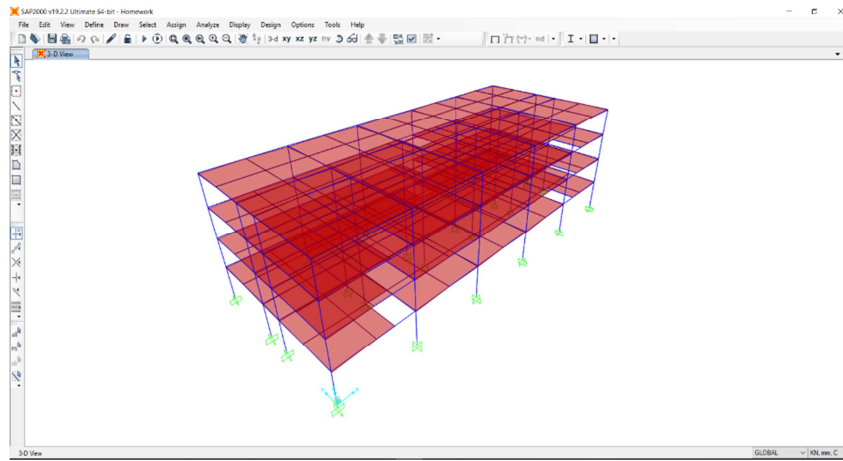 SAP2000 v19.2.2 Ultimate 64-bit - Homework
File Edit View Define Draw Select Assign Analyze Display Design Options Tools Help
3-d xy xz yz nv nd
3-D View
3-D View GLOBAL KN, mm, C